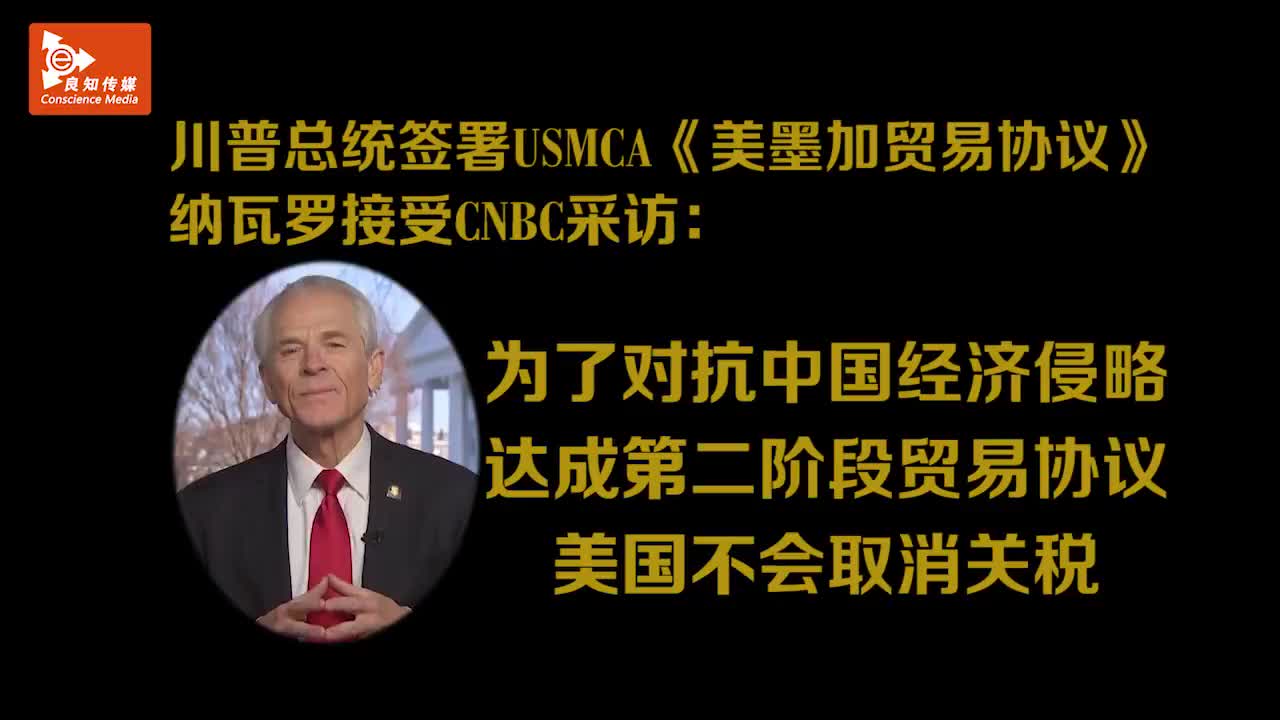 良知传媒
Conscience Media
川普总统签署USMCA《美墨加贸易协议》
纳瓦罗接受CNBC采访：
为了对抗中国经济侵略
达成第二阶段贸易协议
美国不会取消关税